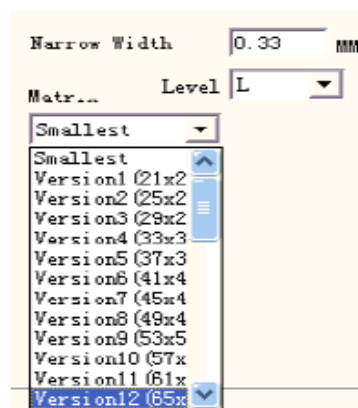 Narrow Width 0.33 MM
Level L
Smallest
Smallest
Version1 (21x2
Version2 (25x2
Version3 (29x2
Version4 (33x3
Version5 (37x3
Version6 (41x4
Version7 (45x4
Version8 (49x4
Version9 (53x5
Version10 (57x
Version11 (61x
Version12 (65x